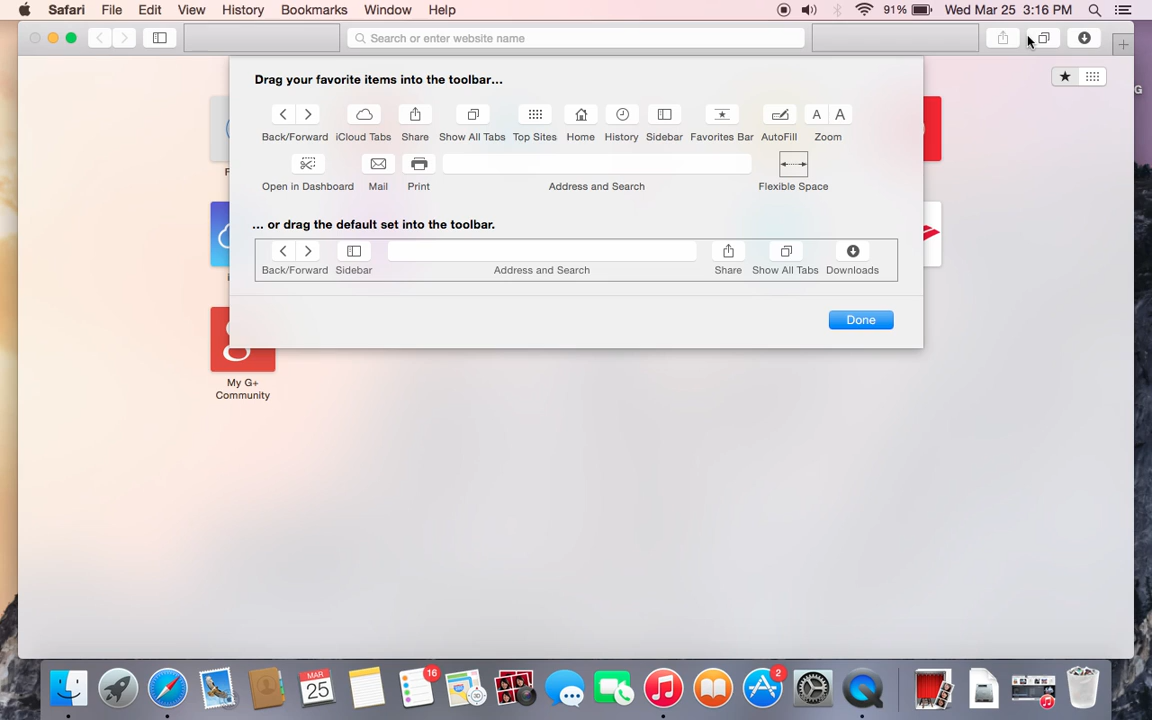 Safari File Edit View History Bookmarks Window Help 91% Wed Mar 25 3:16 PM
Search or enter website name
Drag your favorite items into the toolbar...
A A
Back/Forward iCloud Tabs Share Show All Tabs Top Sites Home History Sidebar Favorites Bar AutoFill Zoom
Open in Dashboard Mail Print Address and Search Flexible Space
... or drag the default set into the toolbar.
Back/Forward Sidebar Address and Search Share Show All Tabs Downloads
Done
My G+
Community
MAR
25
16
2